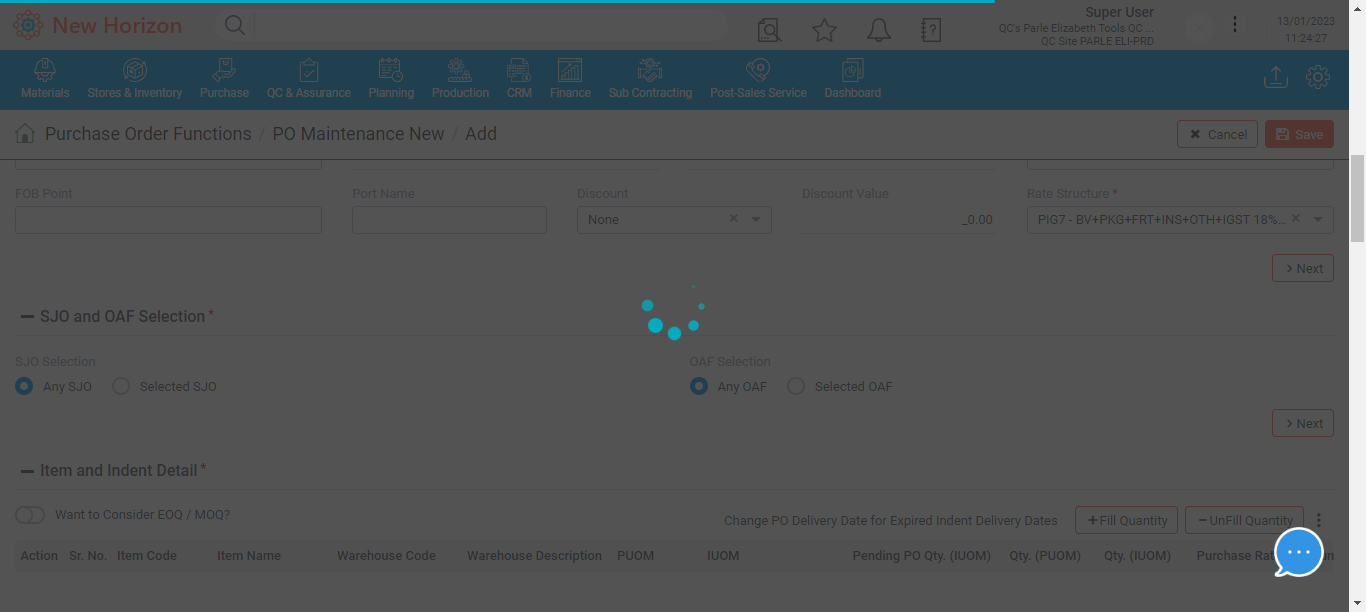 New Horizon
Super User
QC's Parle Elizabeth Tools QC ...
QC Site PARLE ELI-PRD
13/01/2023
11:24:27
Materials
Stores & Inventory
Purchase
QC & Assurance
Planning
Production
CRM
Finance
Sub Contracting
Post-Sales Service
Dashboard
Purchase Order Functions / PO Maintenance New / Add
Cancel
Save
FOB Point
Port Name
Discount
Discount Value
Rate Structure *
None
_0.00
PIG7 - BV+PKG+FRT+INS+OTH+IGST 18%...
Next
SJO and OAF Selection *
SJO Selection
OAF Selection
Any SJO
Selected SJO
Any OAF
Selected OAF
Next
Item and Indent Detail *
Want to Consider EOQ / MOQ?
Change PO Delivery Date for Expired Indent Delivery Dates
Fill Quantity
UnFill Quantity
Action
Sr. No.
Item Code
Item Name
Warehouse Code
Warehouse Description
PUOM
IUOM
Pending PO Qty. (IUOM)
Qty. (PUOM)
Qty. (IUOM)
Purchase Rat